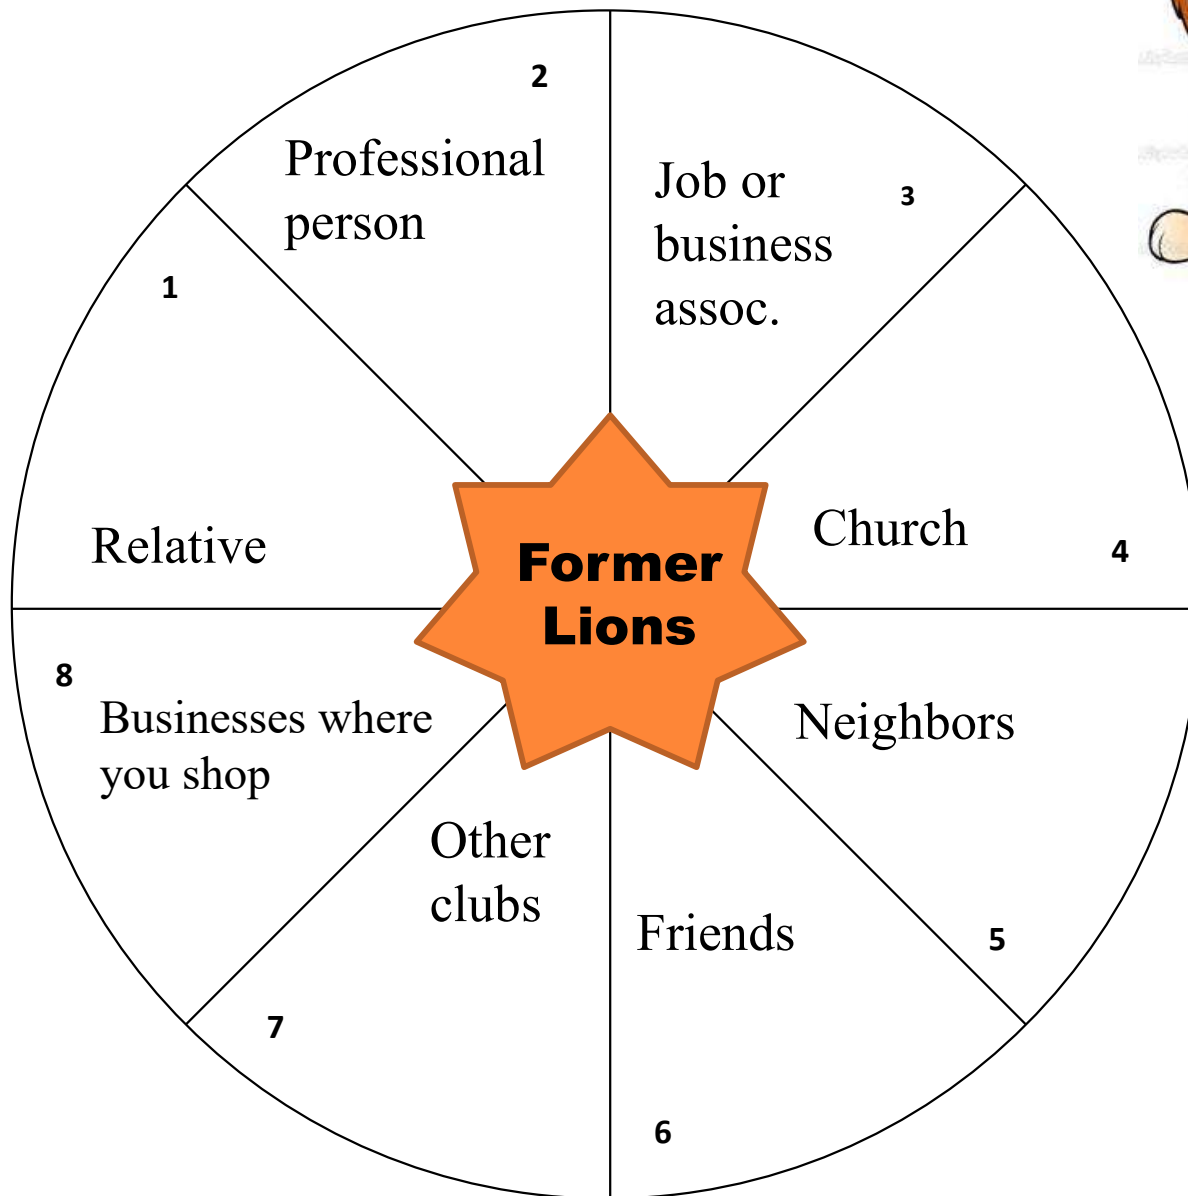 1
Relative
2
Professional
person
3
Job or
business
assoc.
4
Church
5
Neighbors
6
Friends
7
Other
clubs
8
Businesses where
you shop
Former
Lions